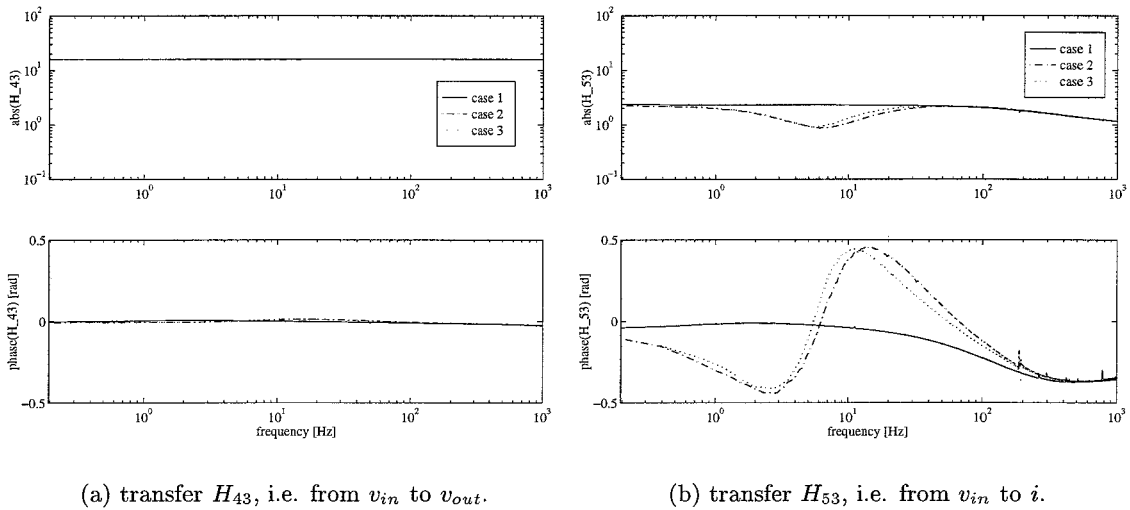 10^2
10^1
10^0
10^-1
abs(H_43)
case 1
case 2
case 3
10^0 10^1 10^2 10^3
0.5
0
−0.5
phase(H_43) [rad]
10^0 10^1 10^2 10^3
frequency [Hz]
(a) transfer H_43, i.e. from v_in to v_out.
10^2
10^1
10^0
10^-1
abs(H_53)
case 1
case 2
case 3
10^0 10^1 10^2 10^3
0.5
0
−0.5
phase(H_53) [rad]
10^0 10^1 10^2 10^3
frequency [Hz]
(b) transfer H_53, i.e. from v_in to i.